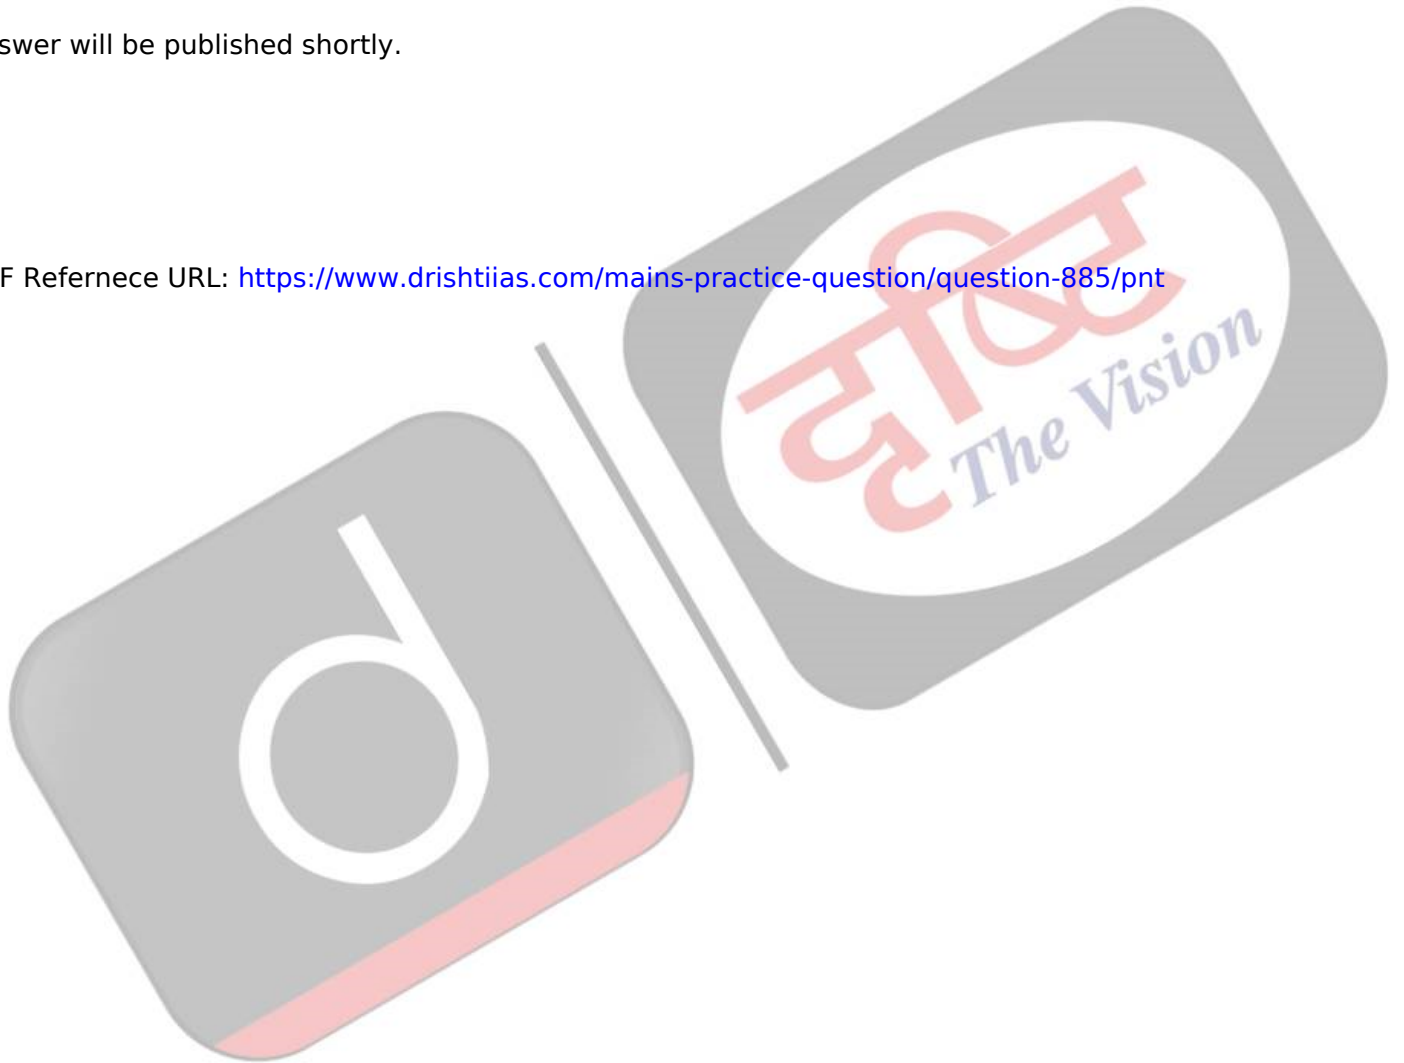 swer will be published shortly.
F Refernece URL: https://www.drishtiias.com/mains-practice-question/question-885/pnt
दृष्टि
The Vision
d